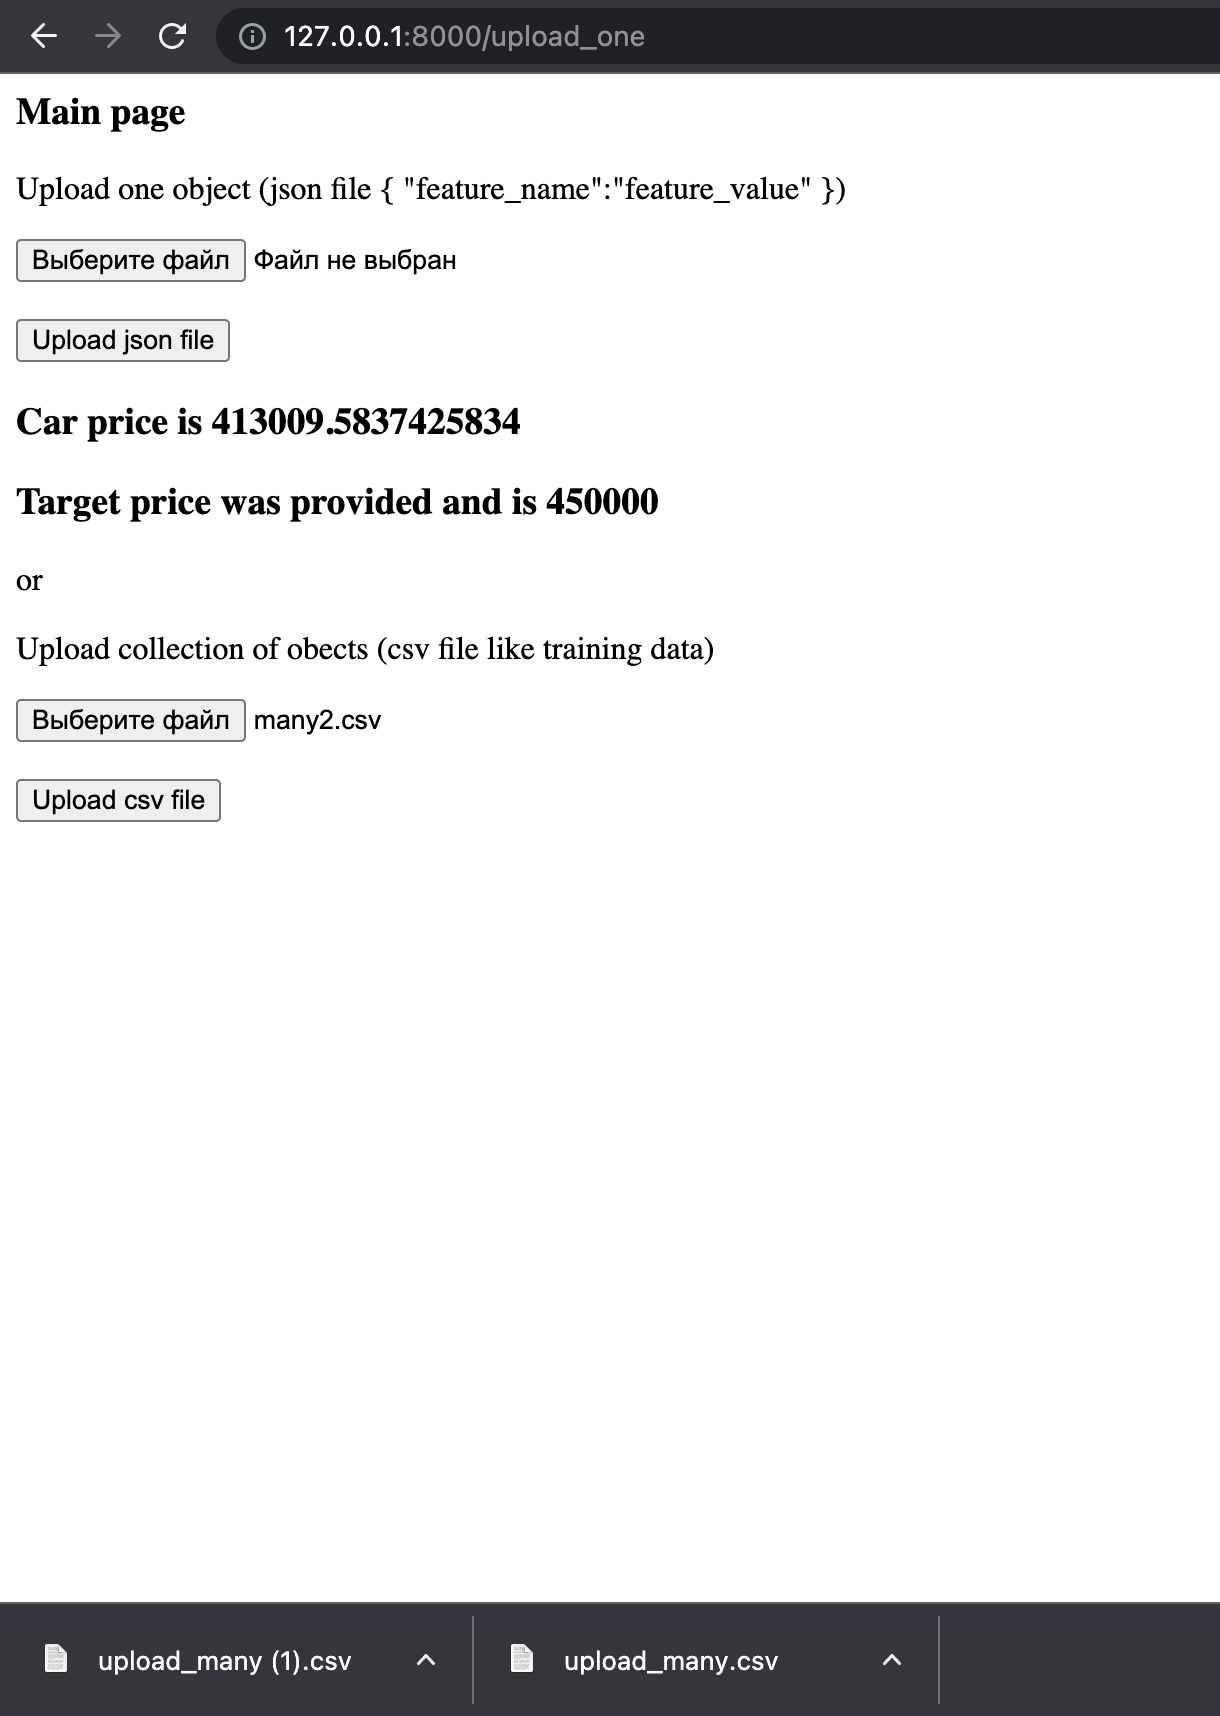 127.0.0.1:8000/upload_one
Main page
Upload one object (json file { "feature_name":"feature_value" })
Выберите файл Файл не выбран
Upload json file
Car price is 413009.5837425834
Target price was provided and is 450000
or
Upload collection of obects (csv file like training data)
Выберите файл many2.csv
Upload csv file
upload_many (1).csv upload_many.csv